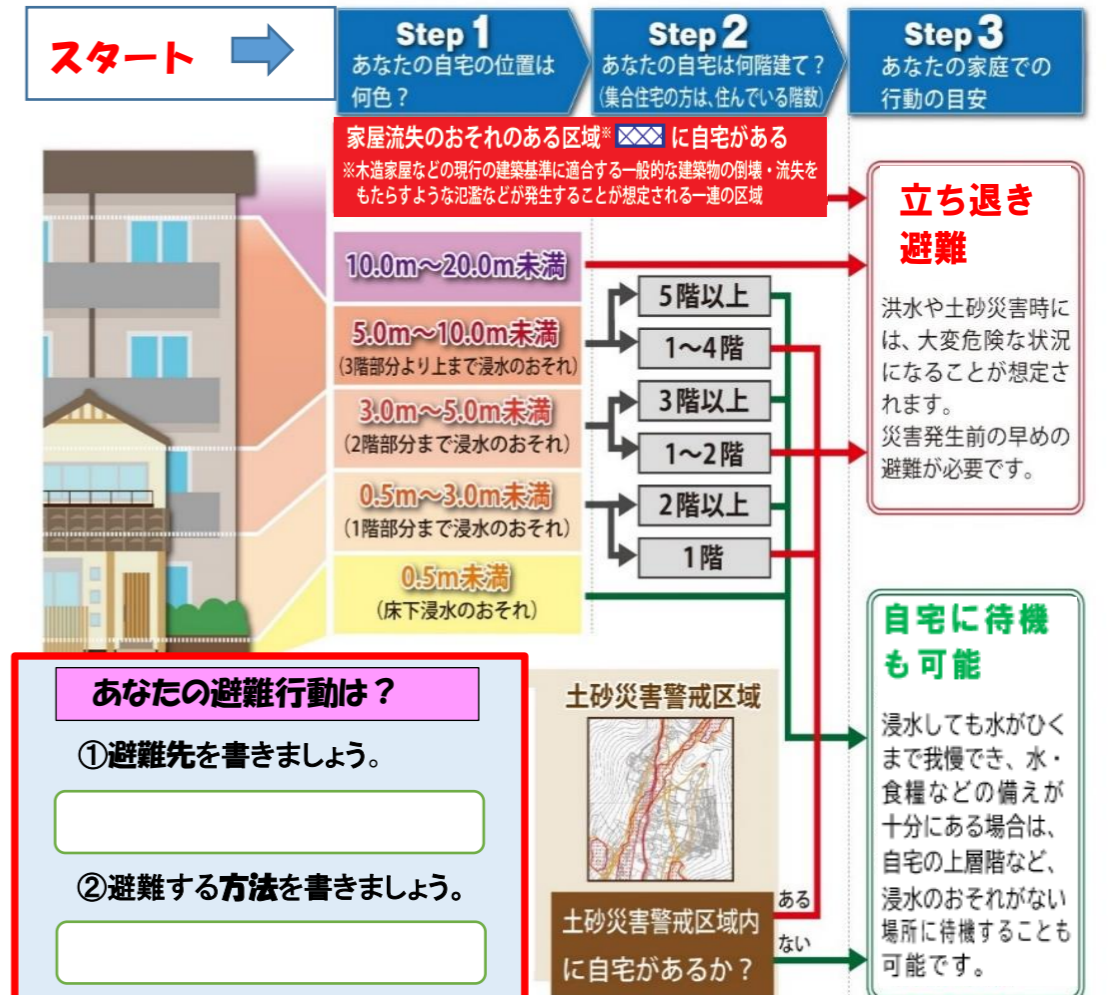 スタート
Step 1
あなたの自宅の位置は
何色？
Step 2
あなたの自宅は何階建て？
(集合住宅の方は、住んでいる階数)
Step 3
あなたの家庭での
行動の目安
家屋流失のおそれのある区域※ に自宅がある
※木造家屋などの現行の建築基準に適合する一般的な建築物の倒壊・流失を
もたらすような氾濫などが発生することが想定される一連の区域
10.0m～20.0m未満
5.0m～10.0m未満
(3階部分より上まで浸水のおそれ)
3.0m～5.0m未満
(2階部分まで浸水のおそれ)
0.5m～3.0m未満
(1階部分まで浸水のおそれ)
0.5m未満
(床下浸水のおそれ)
5階以上
1～4階
3階以上
1～2階
2階以上
1階
立ち退き
避難
洪水や土砂災害時に
は、大変危険な状況
になることが想定さ
れます。
災害発生前の早めの
避難が必要です。
自宅に待機
も可能
浸水しても水がひく
まで我慢でき、水・
食糧などの備えが
十分にある場合は、
自宅の上層階など、
浸水のおそれがない
場所に待機することも
可能です。
土砂災害警戒区域
土砂災害警戒区域内
に自宅があるか？
ある
ない
あなたの避難行動は？
①避難先を書きましょう。
②避難する方法を書きましょう。